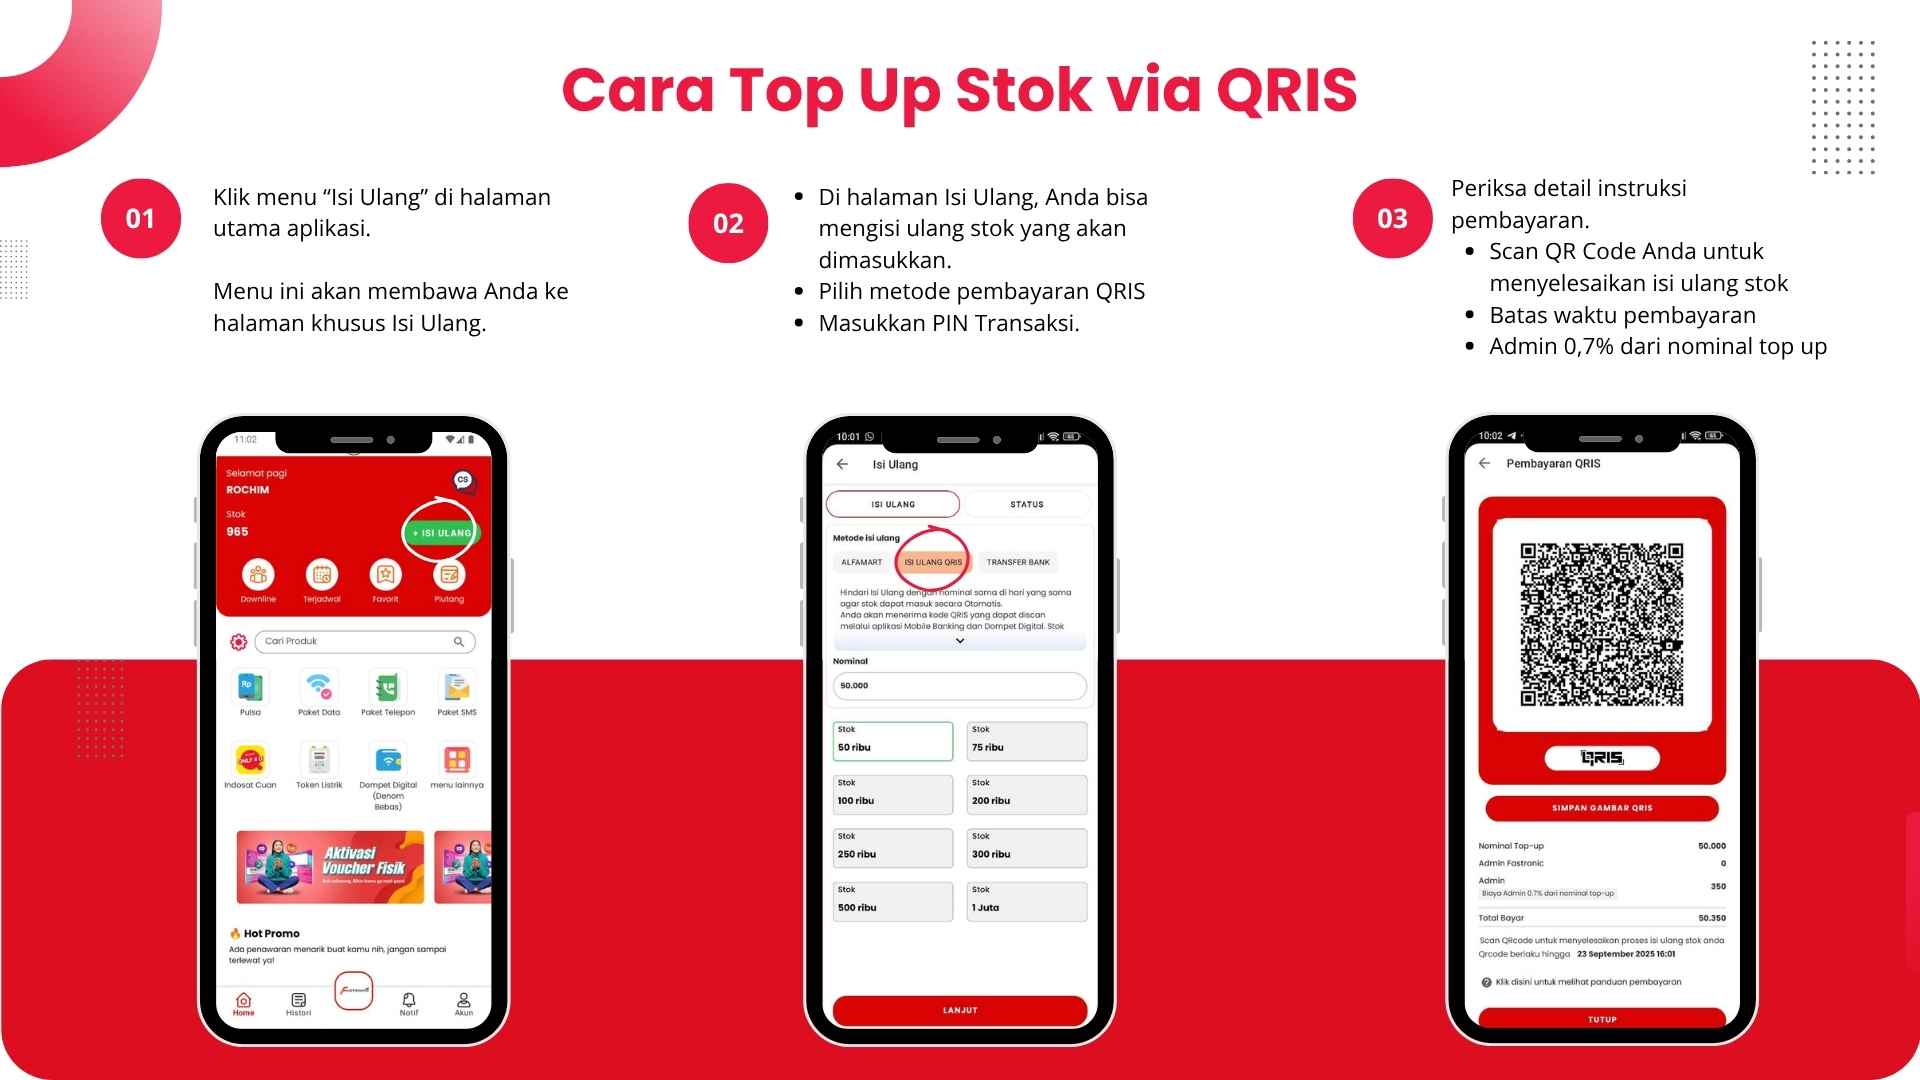 Cara Top Up Stok via QRIS
01
Klik menu “Isi Ulang” di halaman
utama aplikasi.
Menu ini akan membawa Anda ke
halaman khusus Isi Ulang.
02
• Di halaman Isi Ulang, Anda bisa
mengisi ulang stok yang akan
dimasukkan.
• Pilih metode pembayaran QRIS
• Masukkan PIN Transaksi.
03
Periksa detail instruksi
pembayaran.
• Scan QR Code Anda untuk
menyelesaikan isi ulang stok
• Batas waktu pembayaran
• Admin 0,7% dari nominal top up
11:02
Selamat pagi
ROCHIM
CS
Stok
965
+ ISI ULANG
Downline Terjadwal Favorit Piutang
Cari Produk
Rp
Pulsa Paket Data Paket Telepon Paket SMS
Indosat Cuan Token Listrik Dompet Digital menu lainnya
(Denom
Bebas)
Aktivasi
Voucher Fisik
Hot Promo
Ada penawaran menarik buat kamu nih, jangan sampai
terlewat ya!
Home Histori Notif Akun
10:01
Isi Ulang
ISI ULANG STATUS
Metode isi ulang
ALFAMART ISI ULANG QRIS TRANSFER BANK
Hindari Isi Ulang dengan nominal sama di hari yang sama
agar stok dapat masuk secara Otomatis.
Anda akan menerima kode QRIS yang dapat discan
melalui aplikasi Mobile Banking dan Dompet Digital. Stok
Nominal
50.000
Stok Stok
50 ribu 75 ribu
Stok Stok
100 ribu 200 ribu
Stok Stok
250 ribu 300 ribu
Stok Stok
500 ribu 1 Juta
LANJUT
10:02
Pembayaran QRIS
QRIS
SIMPAN GAMBAR QRIS
Nominal Top-up 50.000
Admin Fastronic 0
Admin 350
Biaya Admin 0.7% dari nominal top-up
Total Bayar 50.350
Scan QRcode untuk menyelesaikan proses isi ulang stok anda
Qrcode berlaku hingga 23 September 2025 16:01
? Klik disini untuk melihat panduan pembayaran
TUTUP